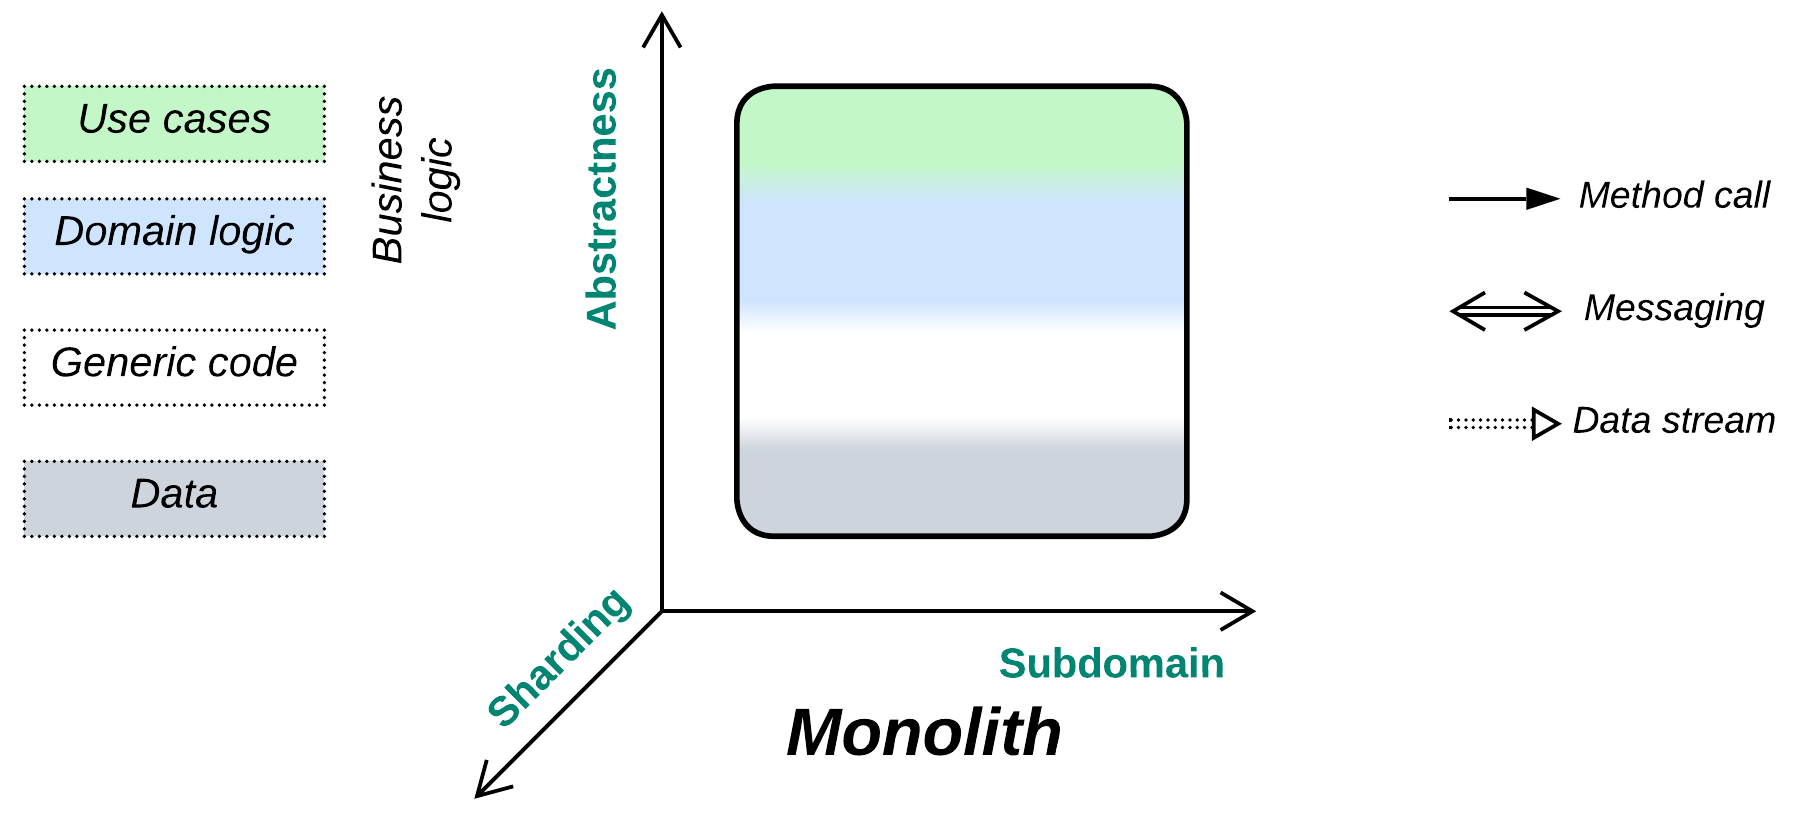 Use cases
Domain logic
Generic code
Data
Business
logic
Abstractness
Sharding
Subdomain
Monolith
Method call
Messaging
Data stream